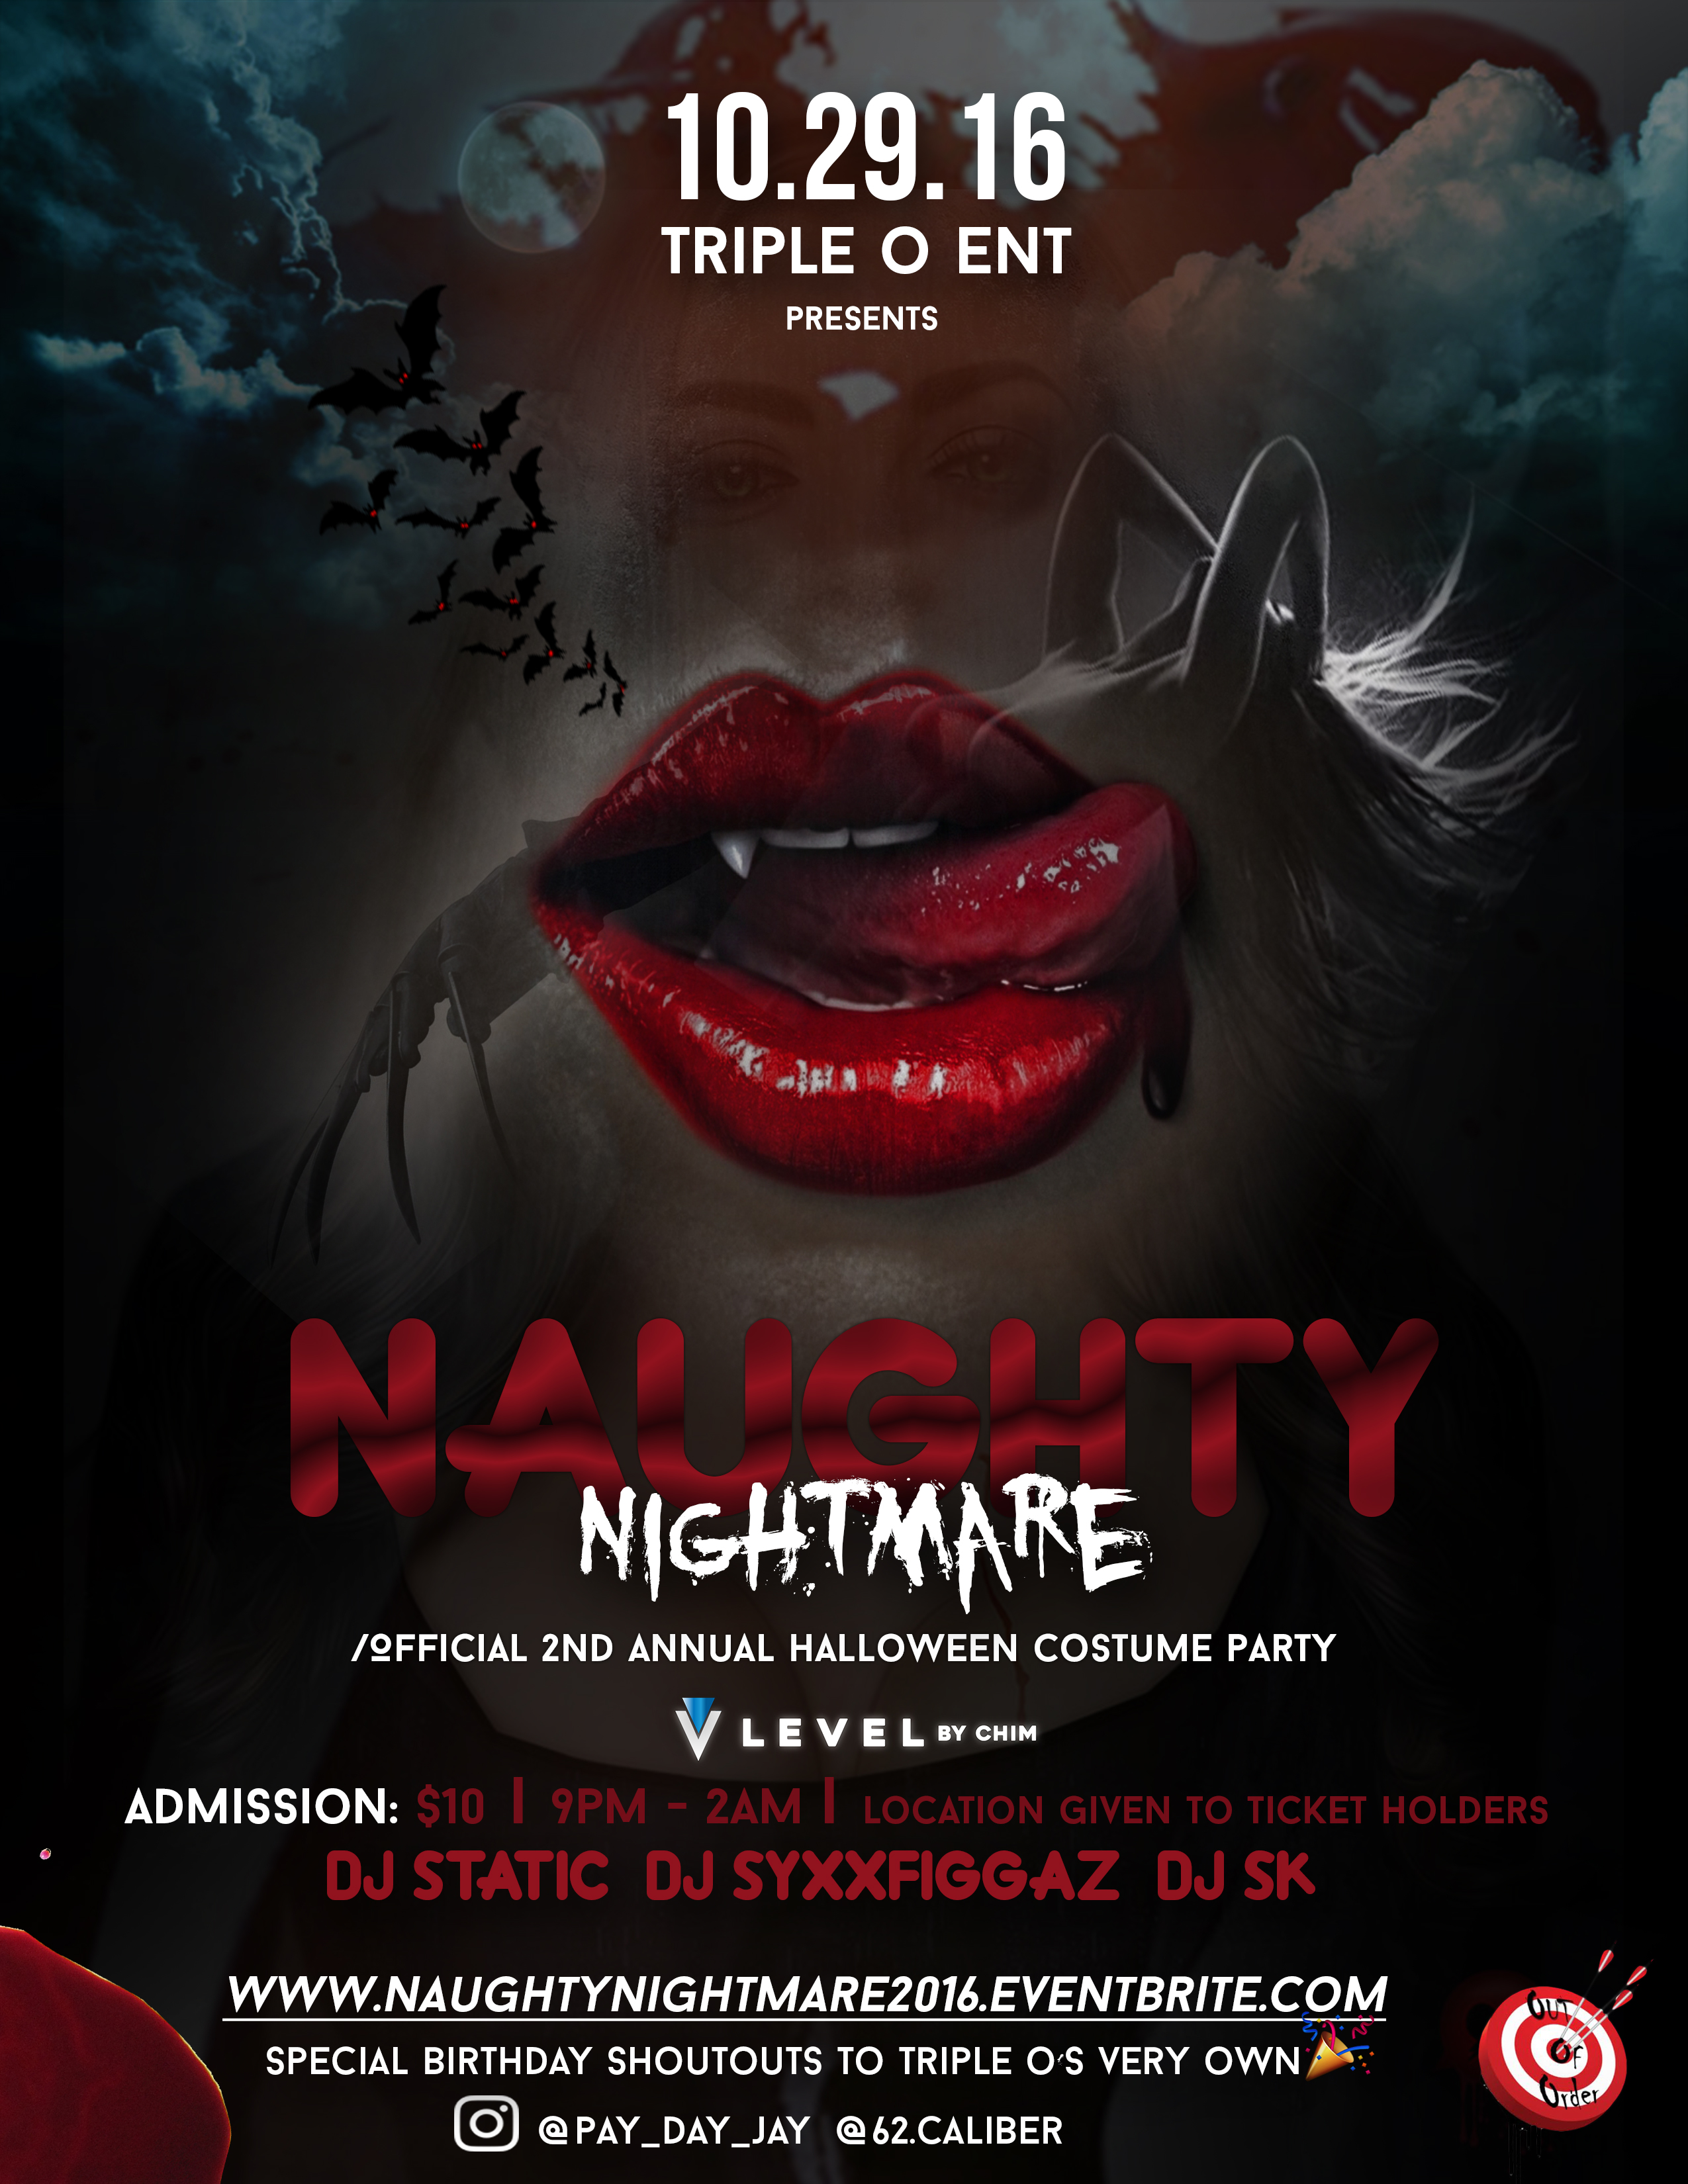 10.29.16
TRIPLE O ENT
PRESENTS
NAUGHTY
NIGHTMARE
/OFFICIAL 2ND ANNUAL HALLOWEEN COSTUME PARTY
LEVEL BY CHIM
ADMISSION: $10 | 9PM - 2AM | LOCATION GIVEN TO TICKET HOLDERS
DJ STATIC DJ SYXXFIGGAZ DJ SK
WWW.NAUGHTYNIGHTMARE2016.EVENTBRITE.COM
SPECIAL BIRTHDAY SHOUTOUTS TO TRIPLE O'S VERY OWN🎉
@PAY_DAY_JAY @62.CALIBER
Out
Of
Order